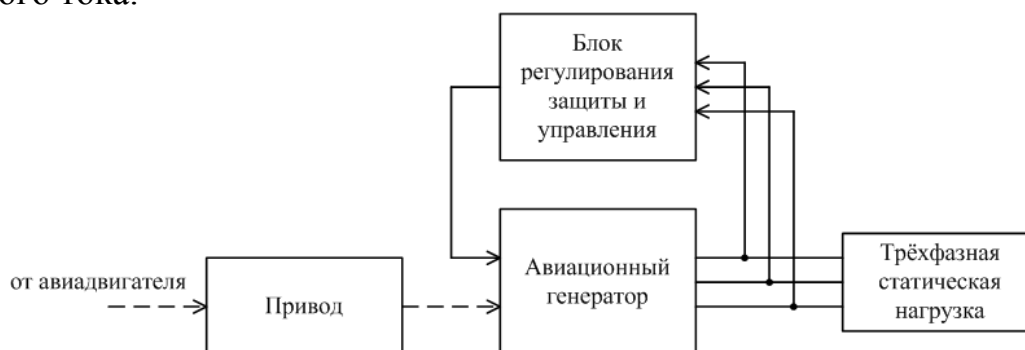 ого тока.
Блок
регулирования
защиты и
управления
от авиадвигателя
Привод
Авиационный
генератор
Трёхфазная
статическая
нагрузка